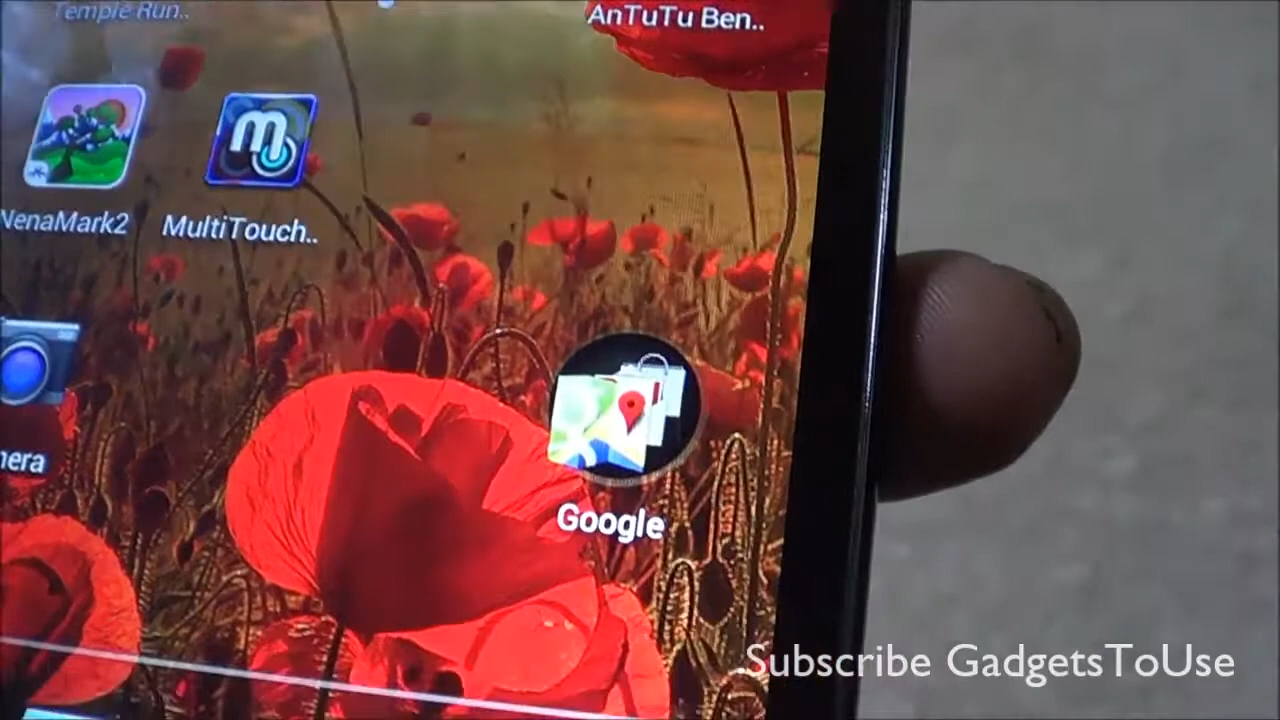 Temple Run..
AnTuTu Ben..
NenaMark2
MultiTouch..
m
nera
Google
Subscribe GadgetsToUse